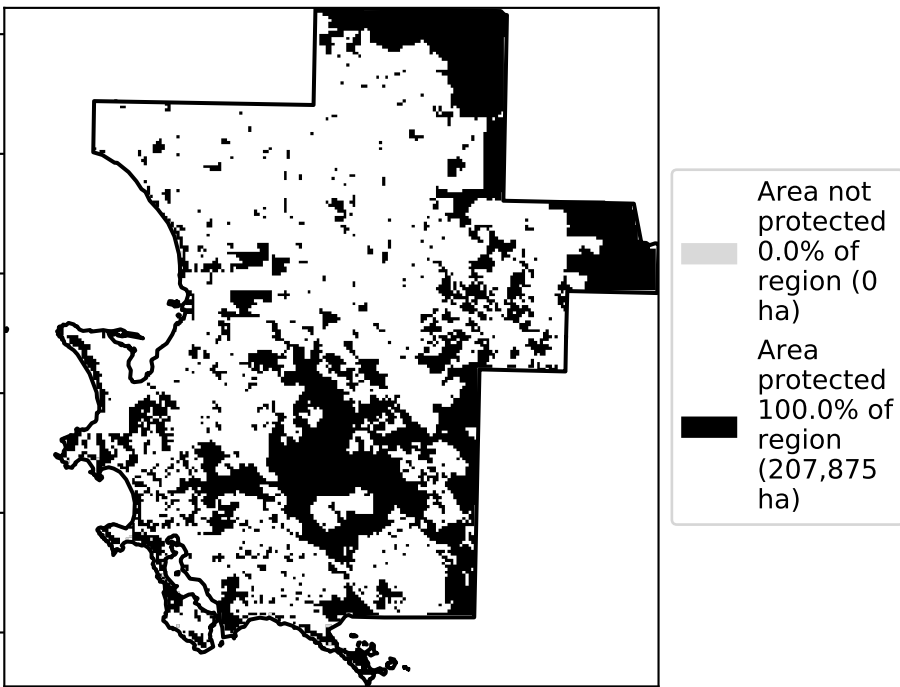 Area not
protected
0.0% of
region (0
ha)
Area
protected
100.0% of
region
(207,875
ha)